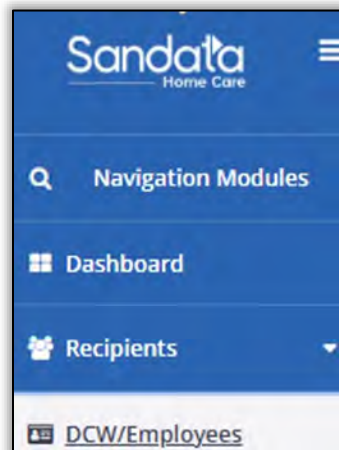 Sandata
Home Care
Navigation Modules
Dashboard
Recipients
DCW/Employees